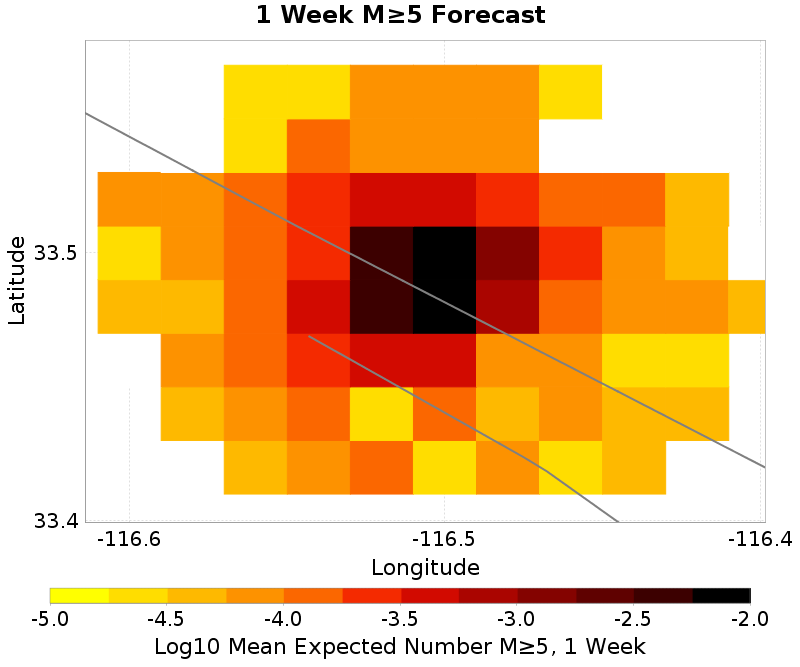 1 Week M≥5 Forecast
Latitude
33.5
33.4
-116.6 -116.5 -116.4
Longitude
-5.0 -4.5 -4.0 -3.5 -3.0 -2.5 -2.0
Log10 Mean Expected Number M≥5, 1 Week